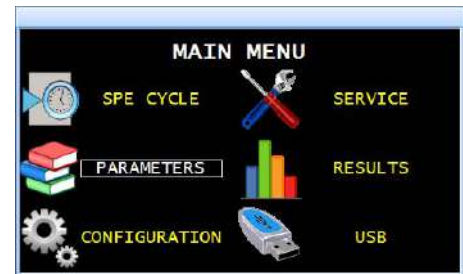 MAIN MENU
SPE CYCLE
SERVICE
PARAMETERS
RESULTS
CONFIGURATION
USB